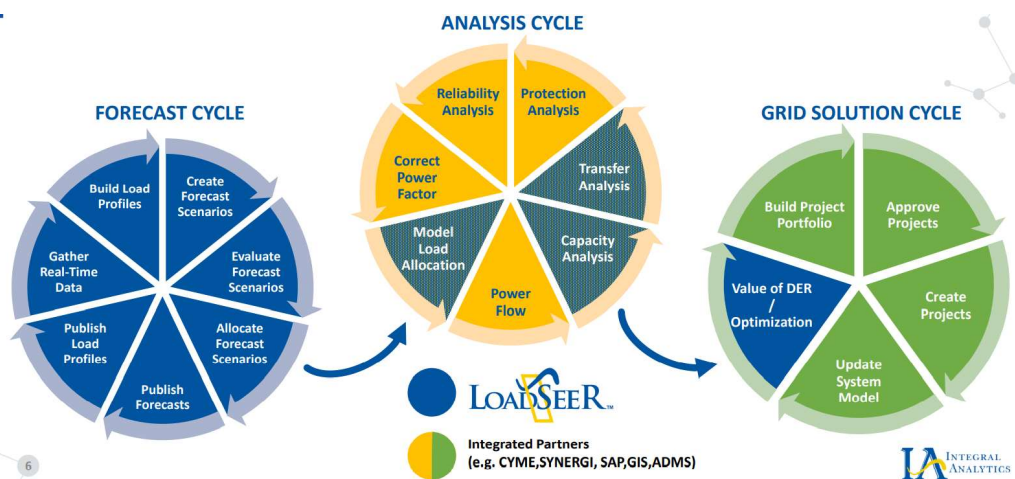 ANALYSIS CYCLE
Reliability
Analysis
Protection
Analysis
Correct
Power
Factor
Transfer
Analysis
Model
Load
Allocation
Capacity
Analysis
Power
Flow
FORECAST CYCLE
Build Load
Profiles
Create
Forecast
Scenarios
Gather
Real-Time
Data
Evaluate
Forecast
Scenarios
Publish
Load
Profiles
Allocate
Forecast
Scenarios
Publish
Forecasts
GRID SOLUTION CYCLE
Build Project
Portfolio
Approve
Projects
Value of DER
/
Optimization
Create
Projects
Update
System
Model
LOADSEER™
Integrated Partners
(e.g. CYME,SYNERGI, SAP,GIS,ADMS)
6
IA INTEGRAL
ANALYTICS